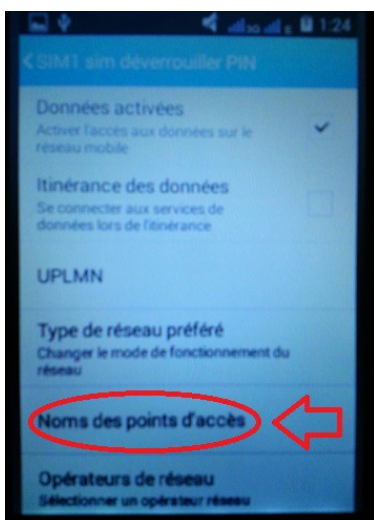 3G E 1:24
SIM1 sim déverrouiller PIN
Données activées
Activer l'accès aux données sur le
réseau mobile
Itinérance des données
Se connecter aux services de
données lors de l'itinérance
UPLMN
Type de réseau préféré
Changer le mode de fonctionnement du
réseau
Noms des points d'accès
Opérateurs de réseau
Sélectionner un opérateur réseau